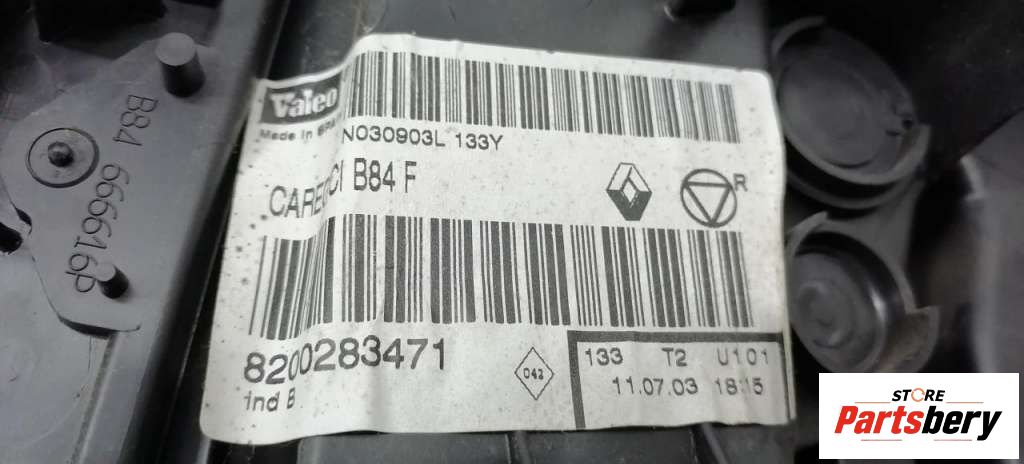 Valeo
Made in
N030903L 133Y
B84 F
R
8200283471
ind B
042
133 T2 U101
11.07.03 18:15
B84 666616P
STORE
Partsbery